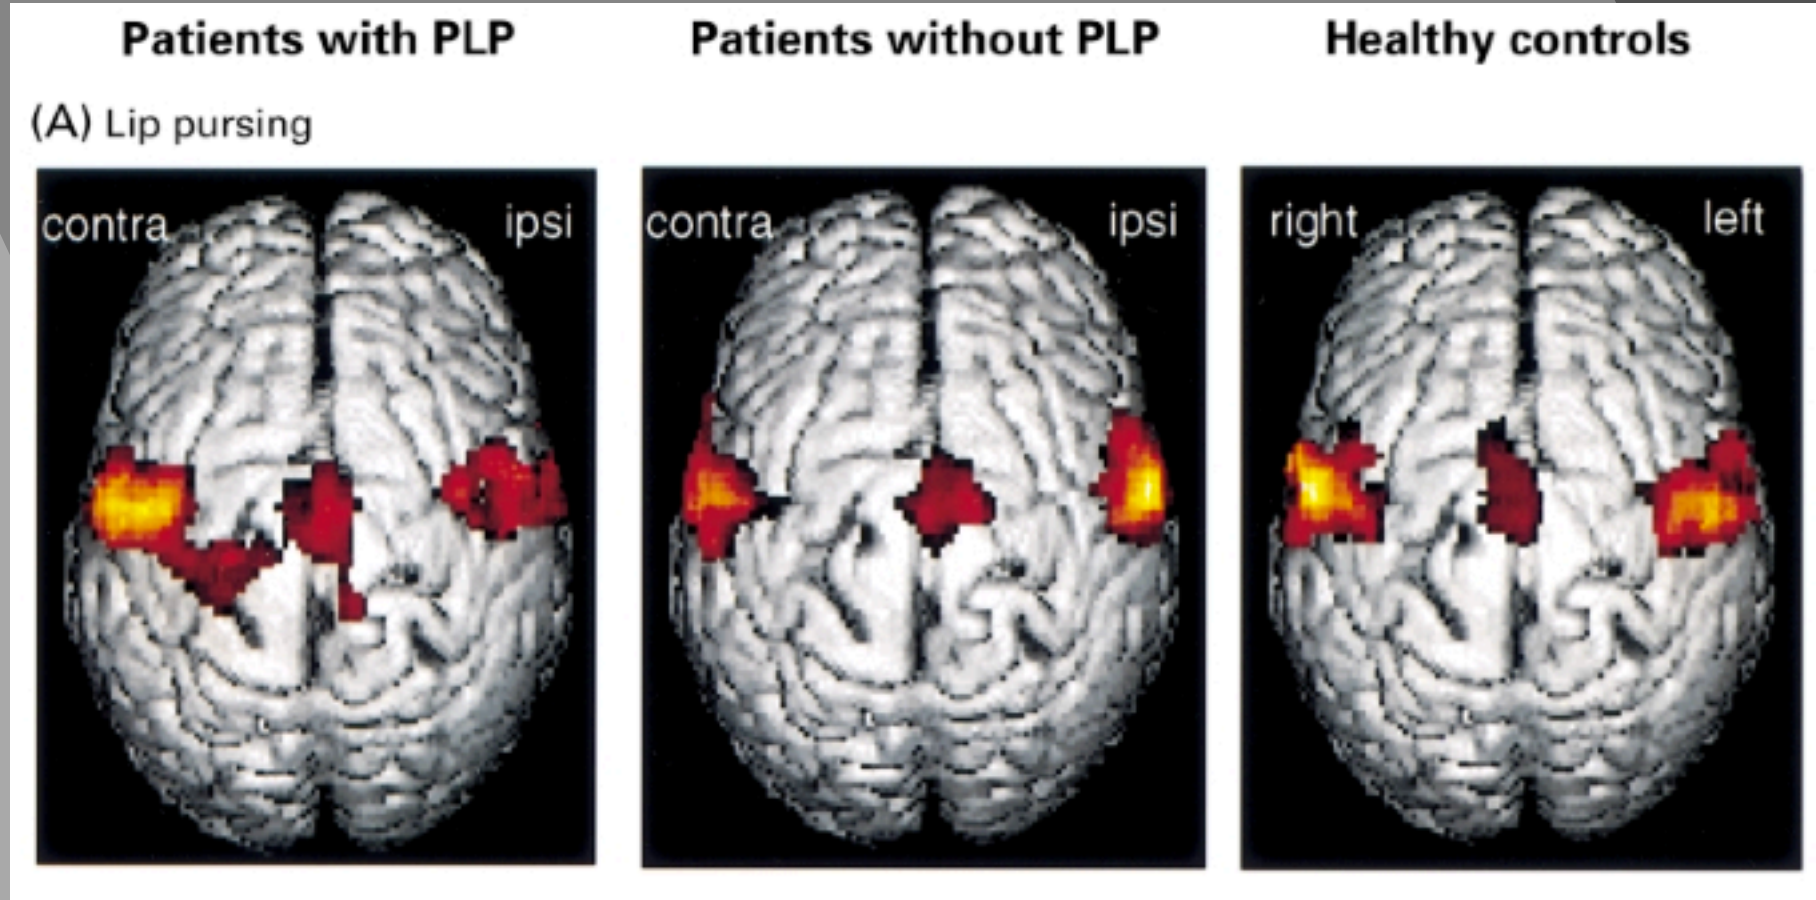 Patients with PLP
Patients without PLP
Healthy controls
(A) Lip pursing
contra
ipsi
contra
ipsi
right
left